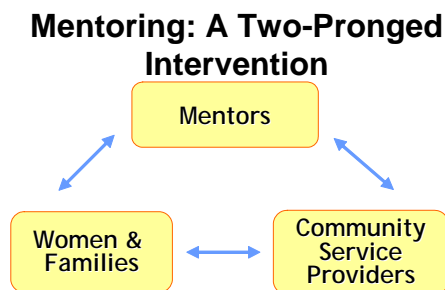 Mentoring: A Two-Pronged
Intervention
Mentors
Women &
Families
Community
Service
Providers